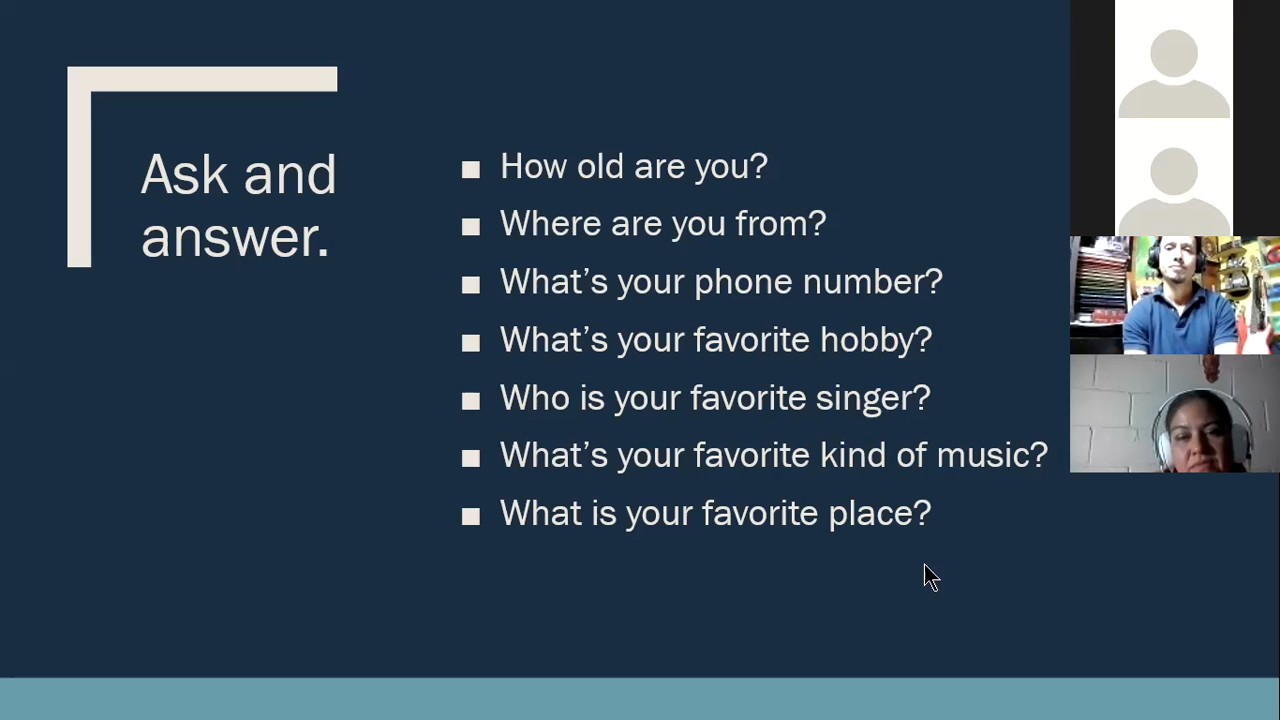 Ask and
answer.
How old are you?
Where are you from?
What's your phone number?
What's your favorite hobby?
Who is your favorite singer?
What's your favorite kind of music?
What is your favorite place?